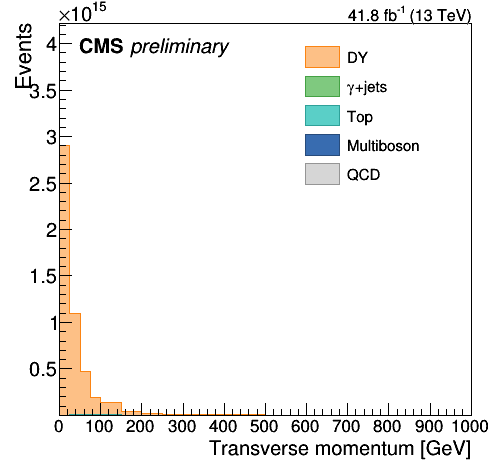 ×10¹⁵
41.8 fb⁻¹ (13 TeV)
Events
CMS preliminary
DY
γ+jets
Top
Multiboson
QCD
4
3.5
3
2.5
2
1.5
1
0.5
0 100 200 300 400 500 600 700 800 900 1000
Transverse momentum [GeV]